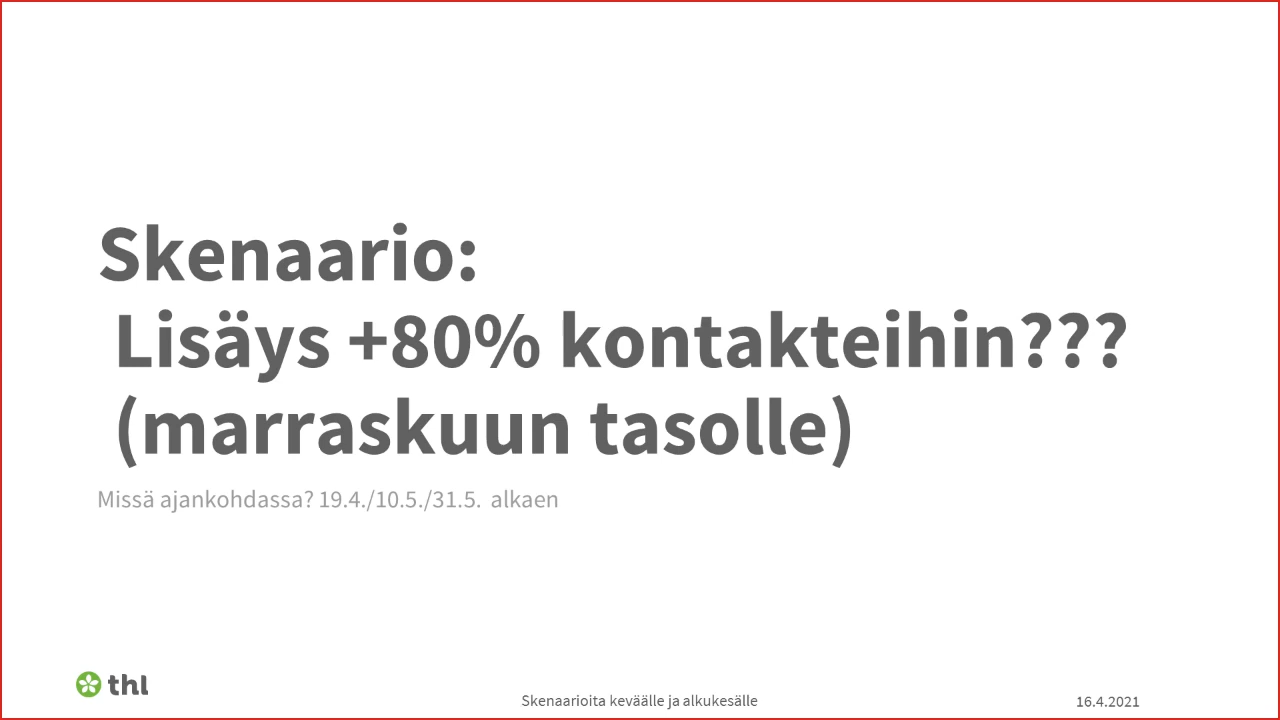 Skenaario:
Lisäys +80% kontakteihin???
(marraskuun tasolle)
Missä ajankohdassa? 19.4./10.5./31.5. alkaen
thl
Skenaarioita keväälle ja alkukesälle
16.4.2021